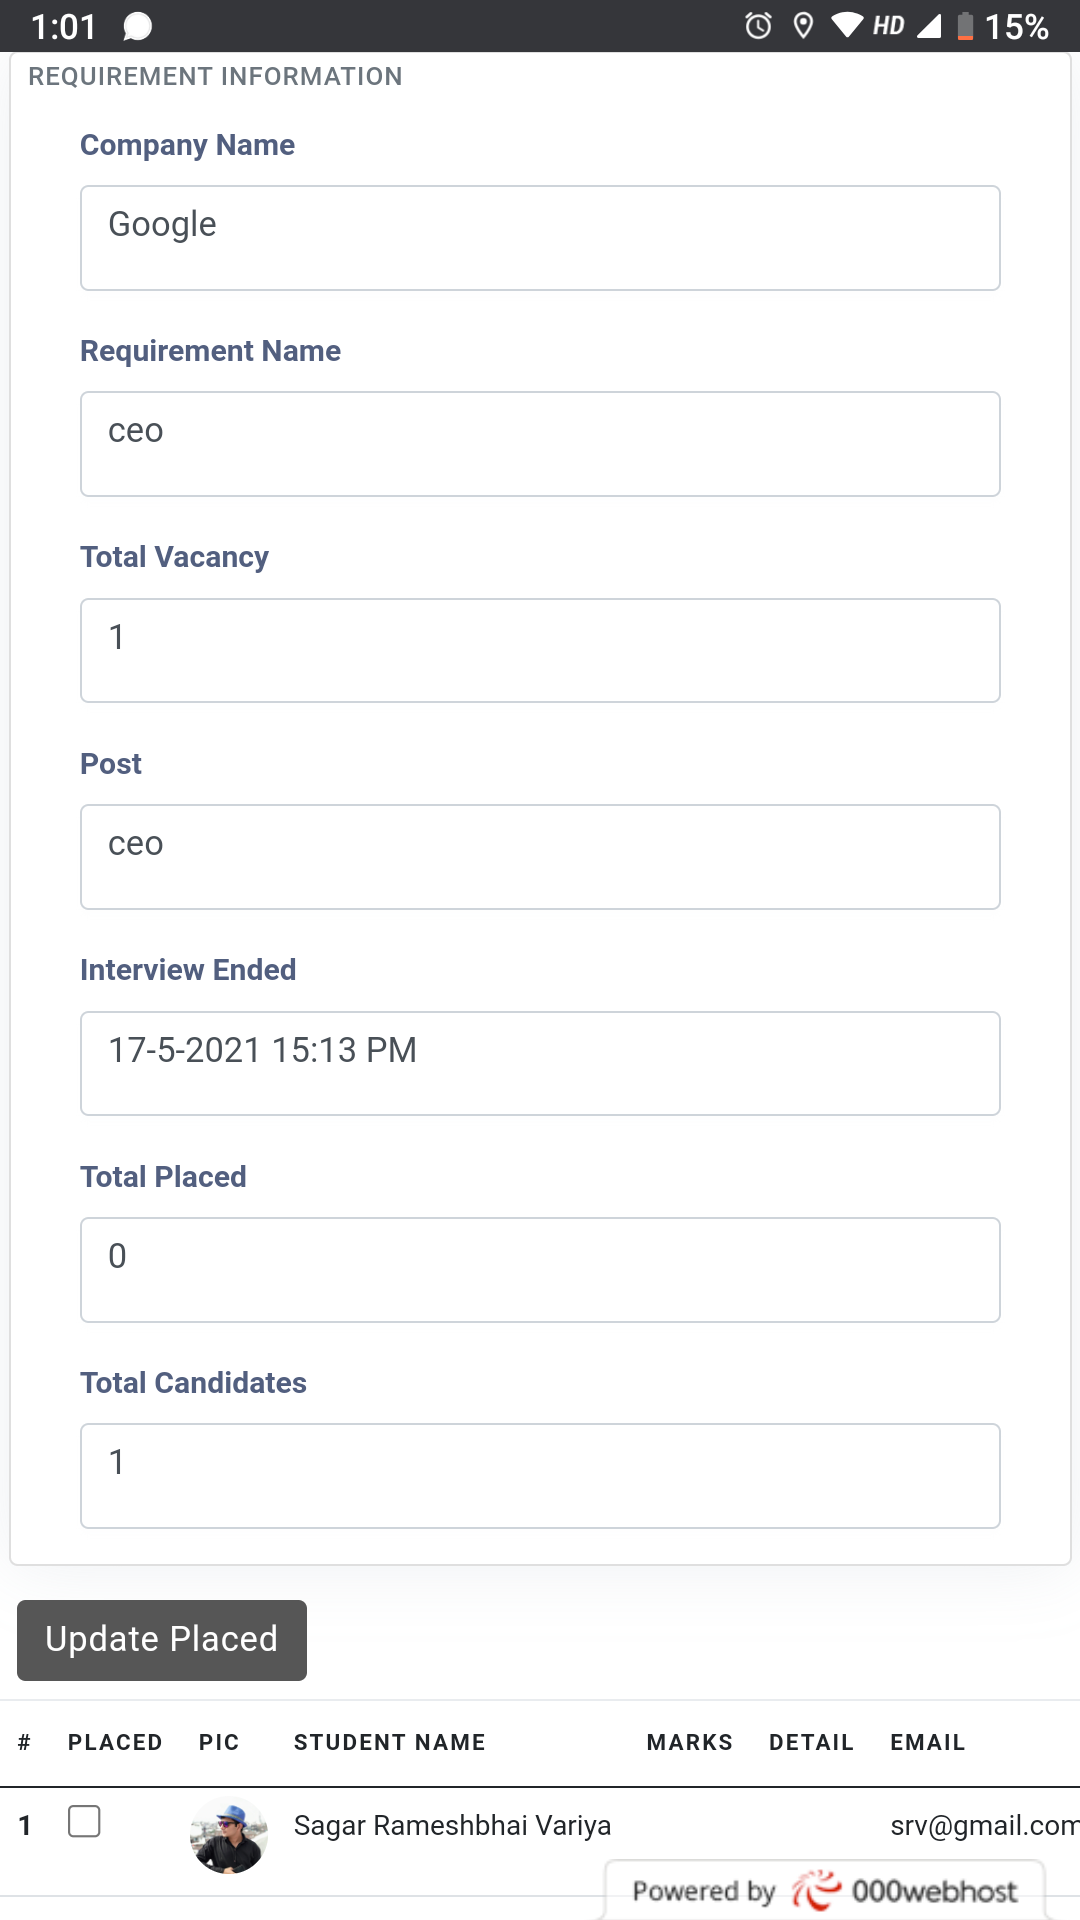 1:01 HD 15%
REQUIREMENT INFORMATION
Company Name
Google
Requirement Name
ceo
Total Vacancy
1
Post
ceo
Interview Ended
17-5-2021 15:13 PM
Total Placed
0
Total Candidates
1
Update Placed
# PLACED PIC STUDENT NAME MARKS DETAIL EMAIL
1 Sagar Rameshbhai Variya srv@gmail.com
Powered by 000webhost